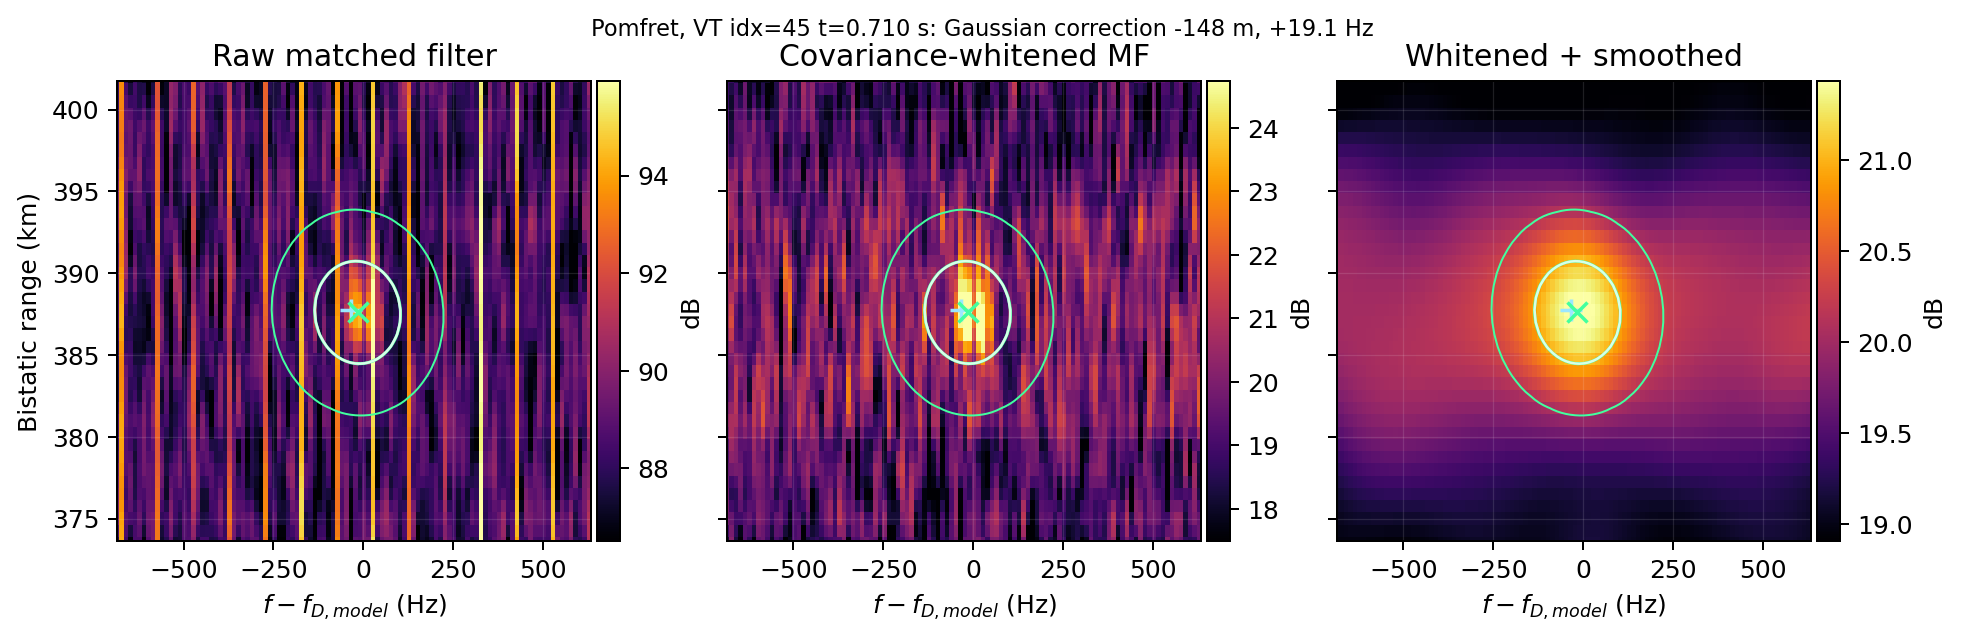 Pomfret, VT idx=45 t=0.710 s: Gaussian correction -148 m, +19.1 Hz
Raw matched filter
Covariance-whitened MF
Whitened + smoothed
Bistatic range (km)
400
395
390
385
380
375
−500 −250 0 250 500
f − f_D,model (Hz)
94
92
90
88
dB
−500 −250 0 250 500
f − f_D,model (Hz)
24
23
22
21
20
19
18
dB
−500 −250 0 250 500
f − f_D,model (Hz)
21.0
20.5
20.0
19.5
19.0
dB